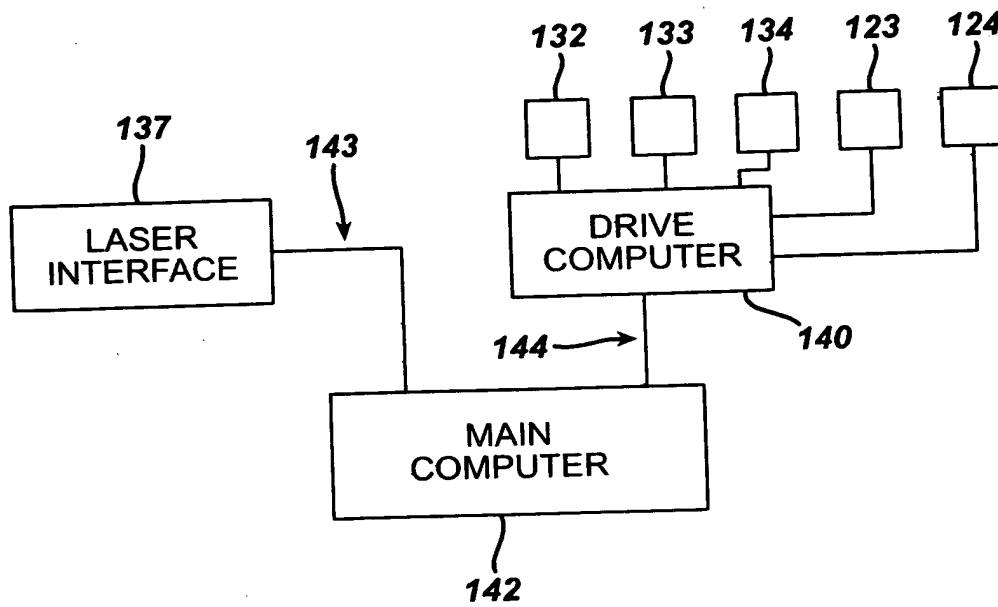 132 133 134 123 124
137
143
LASER
INTERFACE
DRIVE
COMPUTER
144
140
MAIN
COMPUTER
142